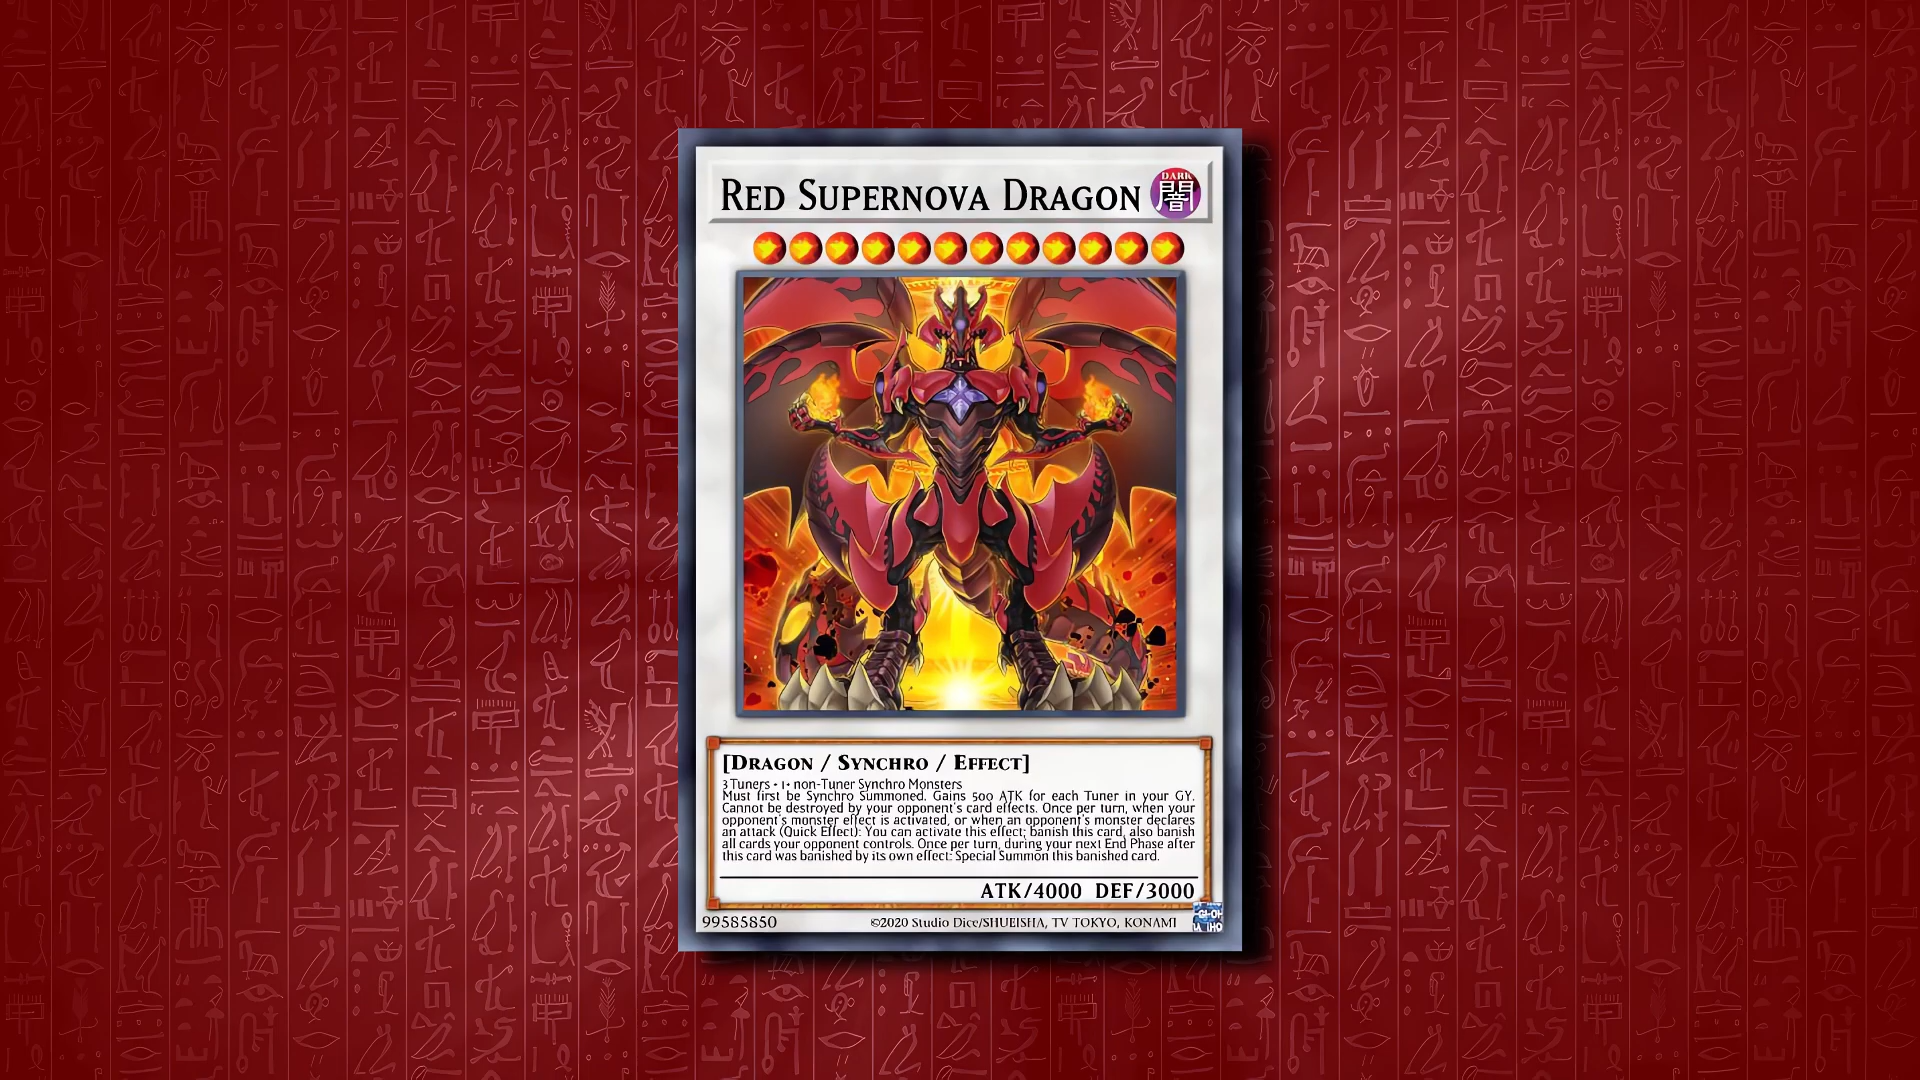 RED SUPERNOVA DRAGON
DARK
闇
[DRAGON / SYNCHRO / EFFECT]
3 Tuners + 1+ non-Tuner Synchro Monsters
Must first be Synchro Summoned. Gains 500 ATK for each Tuner in your GY.
Cannot be destroyed by your opponent's card effects. Once per turn, when your
opponent's monster effect is activated, or when an opponent's monster declares
an attack (Quick Effect): You can activate this effect; banish this card, also banish
all cards your opponent controls. Once per turn, during your next End Phase after
this card was banished by its own effect: Special Summon this banished card.
ATK/4000 DEF/3000
99585850
©2020 Studio Dice/SHUEISHA, TV TOKYO, KONAMI